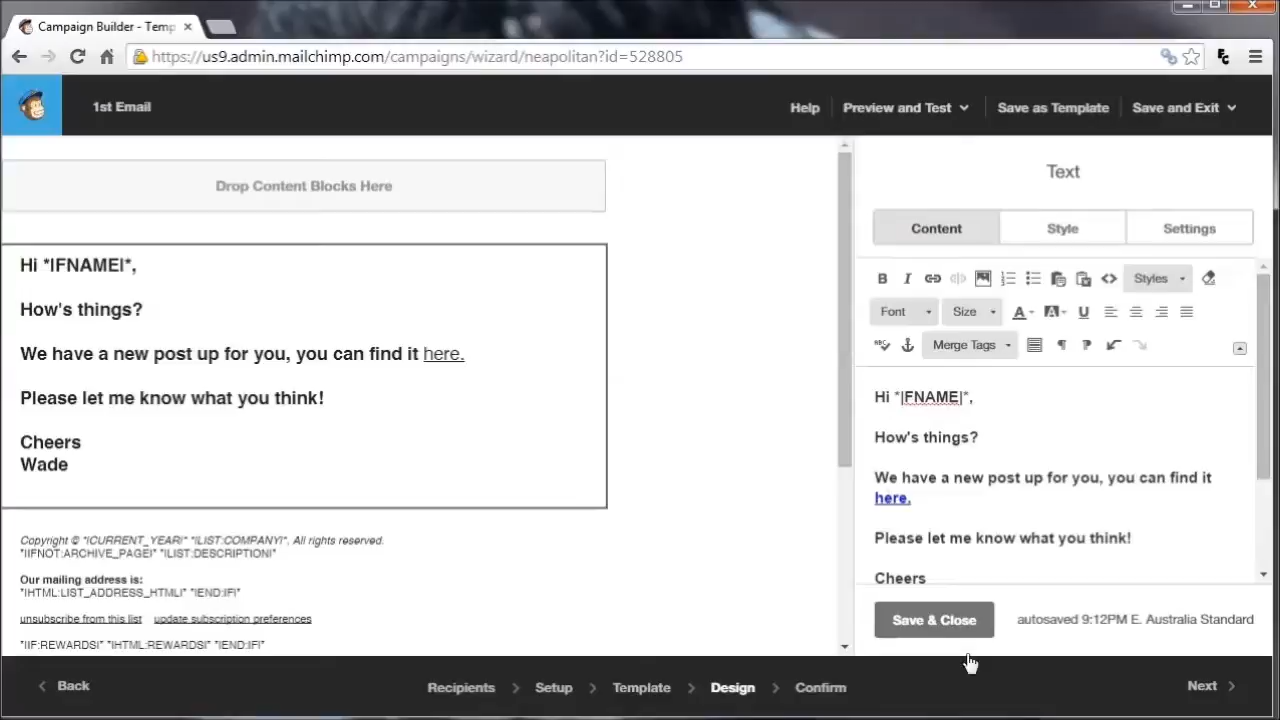 Campaign Builder - Temp
https://us9.admin.mailchimp.com/campaigns/wizard/neapolitan?id=528805
1st Email
Help
Preview and Test
Save as Template
Save and Exit
Drop Content Blocks Here
Hi *|FNAME|*,
How's things?
We have a new post up for you, you can find it here.
Please let me know what you think!
Cheers
Wade
Copyright © *|CURRENT_YEAR|* *|LIST:COMPANY|*, All rights reserved.
*|IFNOT:ARCHIVE_PAGE|* *|LIST:DESCRIPTION|*
Our mailing address is:
*|HTML:LIST_ADDRESS_HTML|* *|END:IF|*
unsubscribe from this list update subscription preferences
*|IF:REWARDS|* *|HTML:REWARDS|* *|END:IF|*
Text
Content
Style
Settings
B I
Styles
Font
Size
A A U
ABC
Merge Tags
Hi *|FNAME|*,
How's things?
We have a new post up for you, you can find it
here.
Please let me know what you think!
Cheers
Save & Close
autosaved 9:12PM E. Australia Standard
Back
Recipients
Setup
Template
Design
Confirm
Next